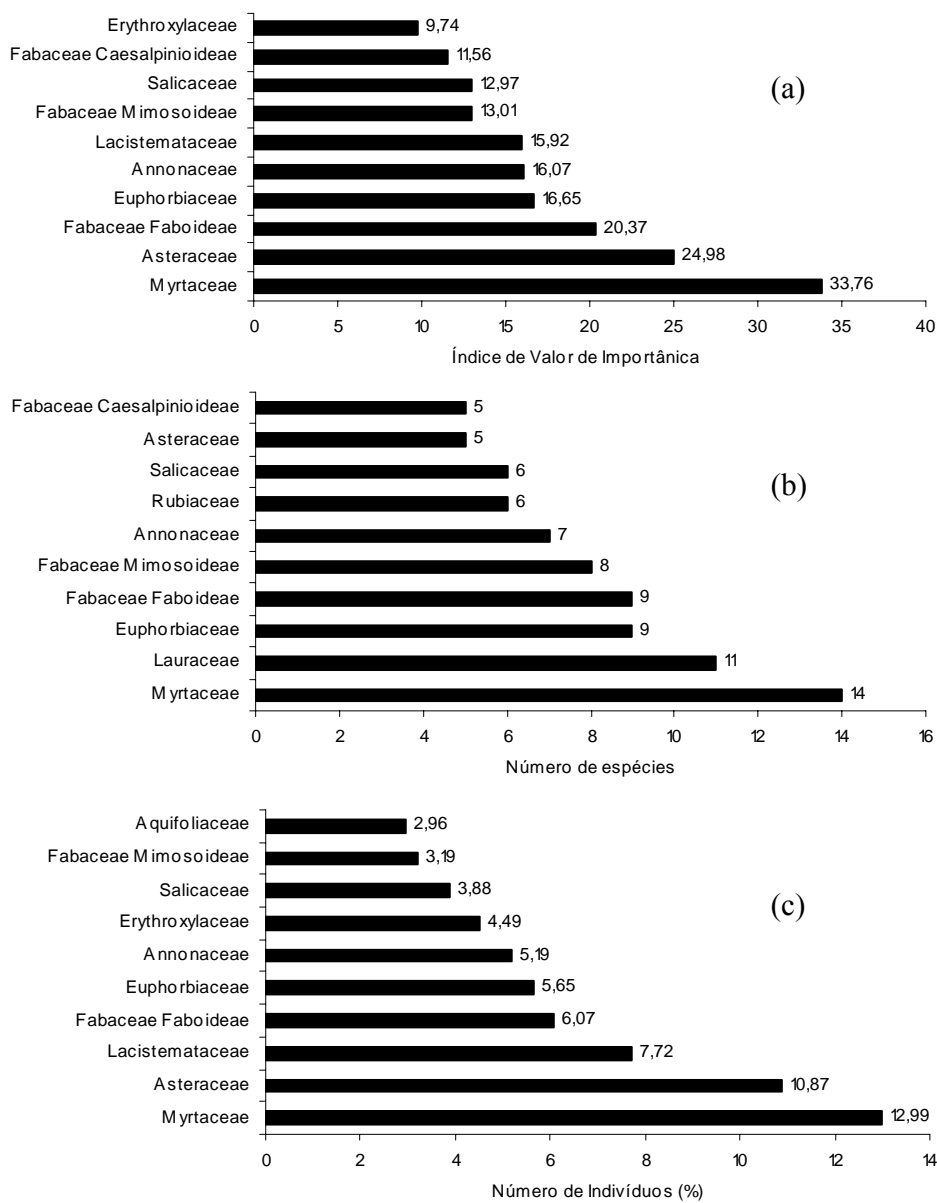 Erythroxylaceae 9,74
Fabaceae Caesalpinioideae 11,56
Salicaceae 12,97
(a)
Fabaceae Mimosoideae 13,01
Lacistemataceae 15,92
Annonaceae 16,07
Euphorbiaceae 16,65
Fabaceae Faboideae 20,37
Asteraceae 24,98
Myrtaceae 33,76
0 5 10 15 20 25 30 35 40
Índice de Valor de Importânica
Fabaceae Caesalpinioideae 5
Asteraceae 5
Salicaceae 6
(b)
Rubiaceae 6
Annonaceae 7
Fabaceae Mimosoideae 8
Fabaceae Faboideae 9
Euphorbiaceae 9
Lauraceae 11
Myrtaceae 14
0 2 4 6 8 10 12 14 16
Número de espécies
Aquifoliaceae 2,96
Fabaceae Mimosoideae 3,19
Salicaceae 3,88
(c)
Erythroxylaceae 4,49
Annonaceae 5,19
Euphorbiaceae 5,65
Fabaceae Faboideae 6,07
Lacistemataceae 7,72
Asteraceae 10,87
Myrtaceae 12,99
0 2 4 6 8 10 12 14
Número de Indivíduos (%)